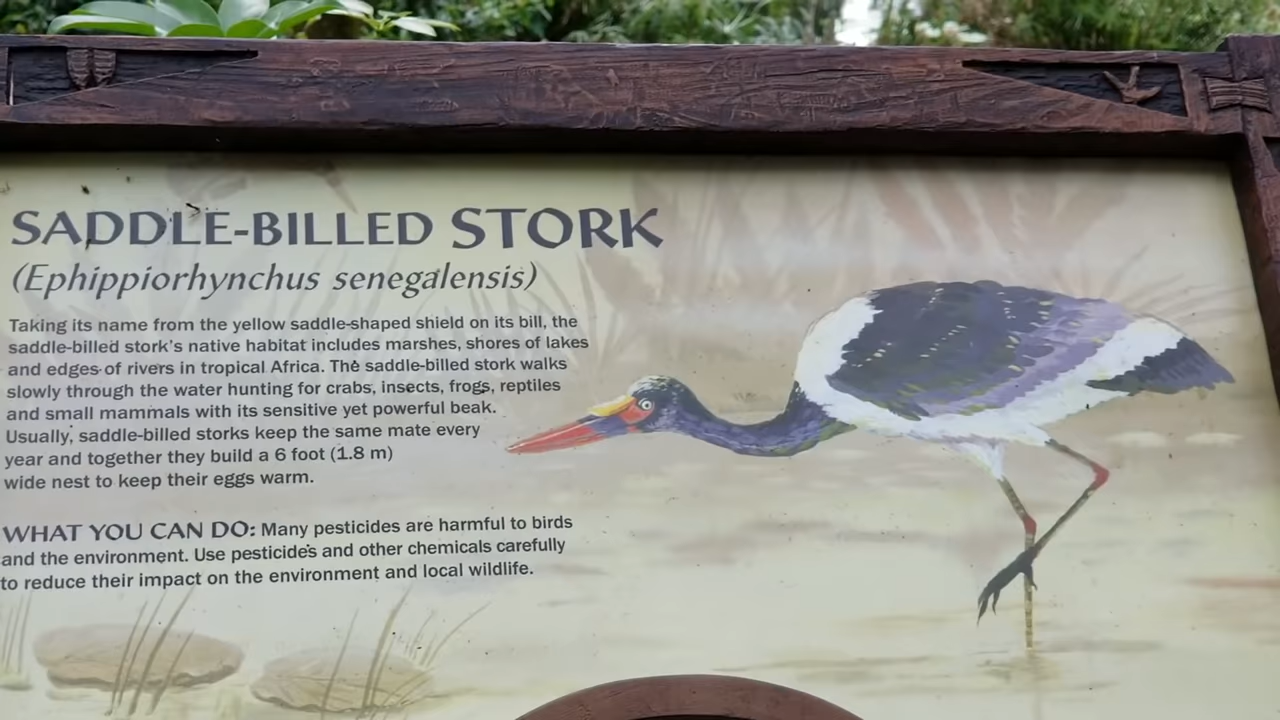 SADDLE-BILLED STORK
(Ephippiorhynchus senegalensis)
Taking its name from the yellow saddle-shaped shield on its bill, the
saddle-billed stork's native habitat includes marshes, shores of lakes
and edges of rivers in tropical Africa. The saddle-billed stork walks
slowly through the water hunting for crabs, insects, frogs, reptiles
and small mammals with its sensitive yet powerful beak.
Usually, saddle-billed storks keep the same mate every
year and together they build a 6 foot (1.8 m)
wide nest to keep their eggs warm.
WHAT YOU CAN DO: Many pesticides are harmful to birds
and the environment. Use pesticides and other chemicals carefully
to reduce their impact on the environment and local wildlife.